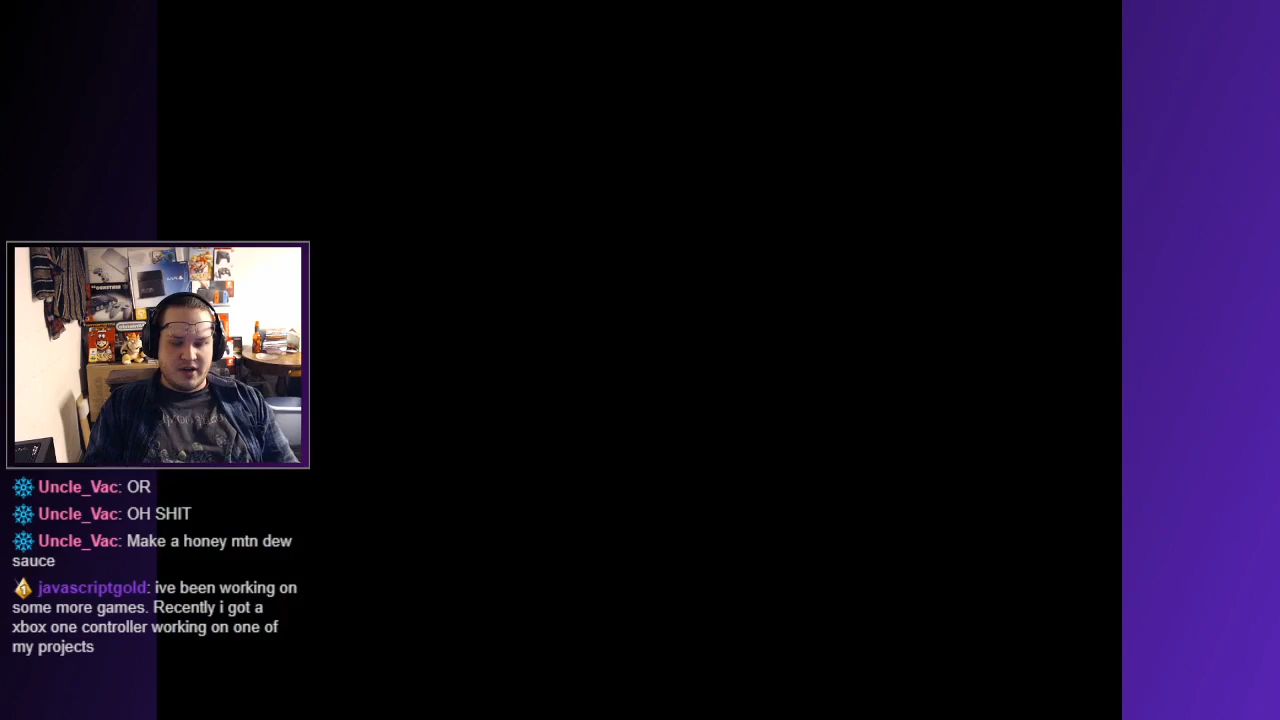 Uncle_Vac: OR
Uncle_Vac: OH SHIT
Uncle_Vac: Make a honey mtn dew
sauce
1 javascriptgold: ive been working on
some more games. Recently i got a
xbox one controller working on one of
my projects